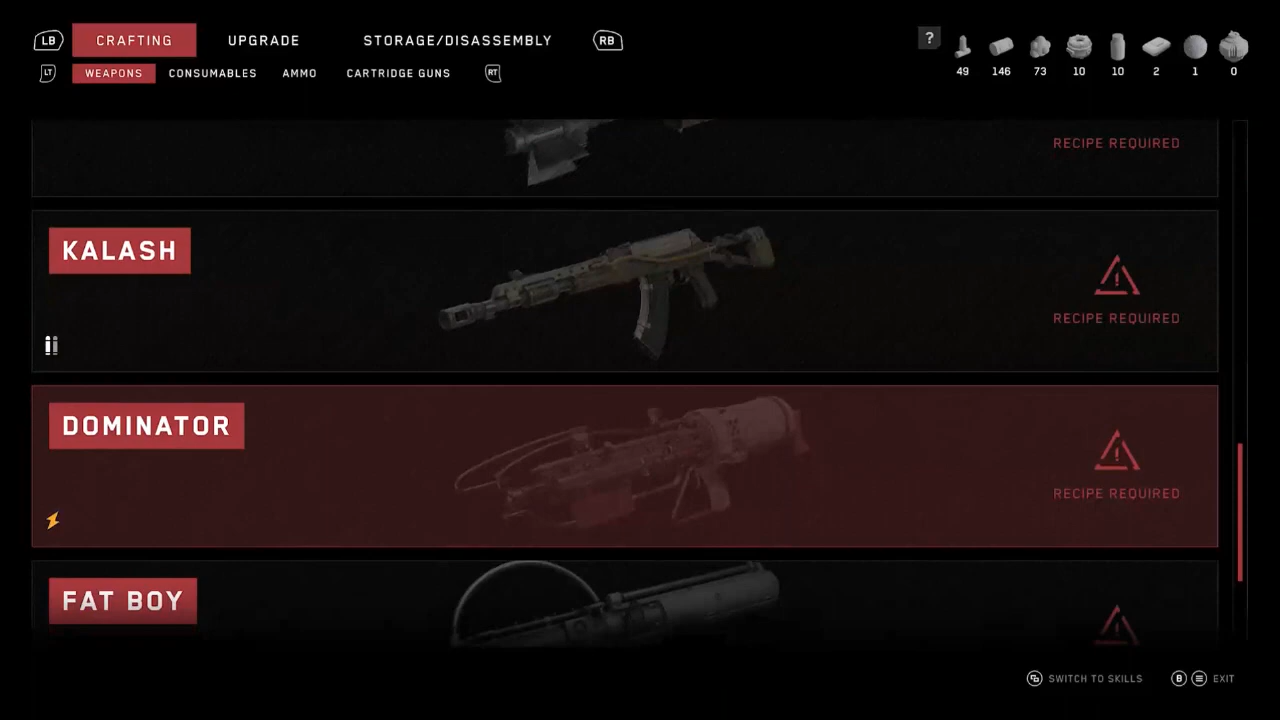 LB CRAFTING UPGRADE STORAGE/DISASSEMBLY RB ?
LT WEAPONS CONSUMABLES AMMO CARTRIDGE GUNS RT
49 146 73 10 10 2 1 0
RECIPE REQUIRED
KALASH
RECIPE REQUIRED
DOMINATOR
RECIPE REQUIRED
FAT BOY
SWITCH TO SKILLS B EXIT